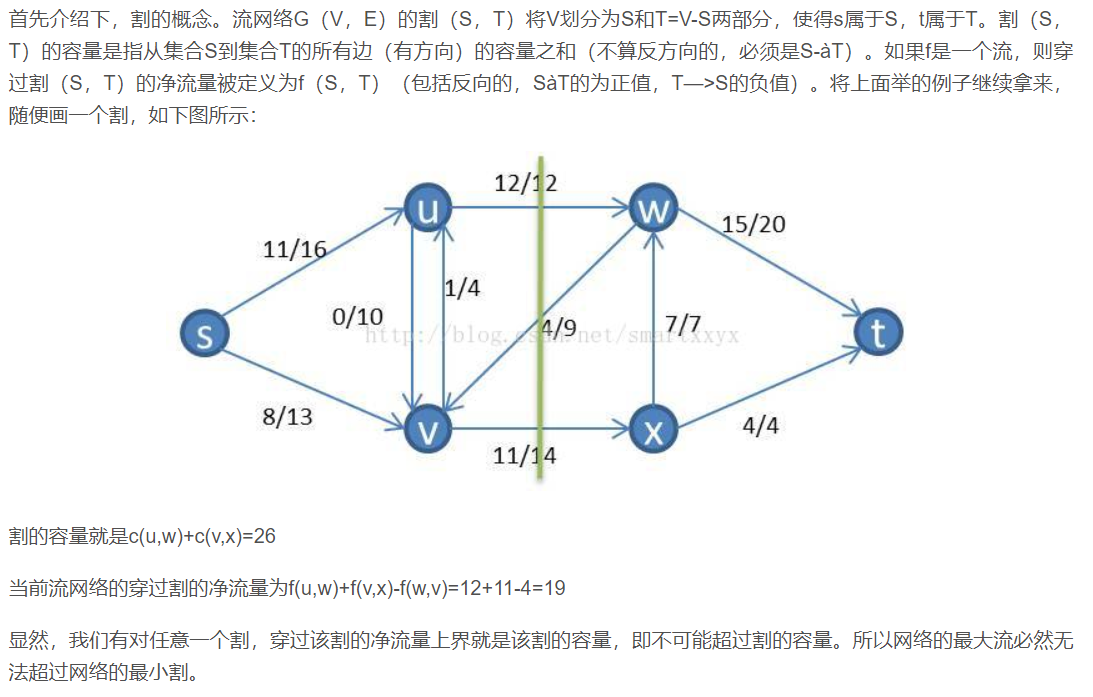 首先介绍下，割的概念。流网络G（V，E）的割（S，T）将V划分为S和T=V-S两部分，使得s属于S，t属于T。割（S，
T）的容量是指从集合S到集合T的所有边（有方向）的容量之和（不算反方向的，必须是S-àT）。如果f是一个流，则穿
过割（S，T）的净流量被定义为f（S，T）（包括反向的，SàT的为正值，T—>S的负值）。将上面举的例子继续拿来，
随便画一个割，如下图所示：
12/12
u
w
15/20
11/16
1/4
0/10
4/9
7/7
http://blog.csdn.net/smartxxyx
s
t
8/13
v
x
4/4
11/14
割的容量就是c(u,w)+c(v,x)=26
当前流网络的穿过割的净流量为f(u,w)+f(v,x)-f(w,v)=12+11-4=19
显然，我们有对任意一个割，穿过该割的净流量上界就是该割的容量，即不可能超过割的容量。所以网络的最大流必然无
法超过网络的最小割。